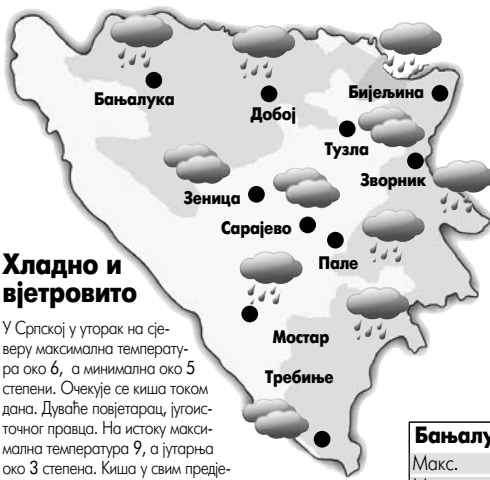 Бањалука
Добој
Бијељина
Тузла
Зворник
Зеница
Сарајево
Пале
Мостар
Требиње
Хладно и
вјетровито
У Српској у уторак на сје-
веру максимална температу-
ра око 6, а минимална око 5
степени. Очекује се киша током
дана. Дуваће повјетарац, југоис-
точног правца. На истоку макси-
мална температура 9, а јутарња
око 3 степена. Киша у свим предје-
Макс.